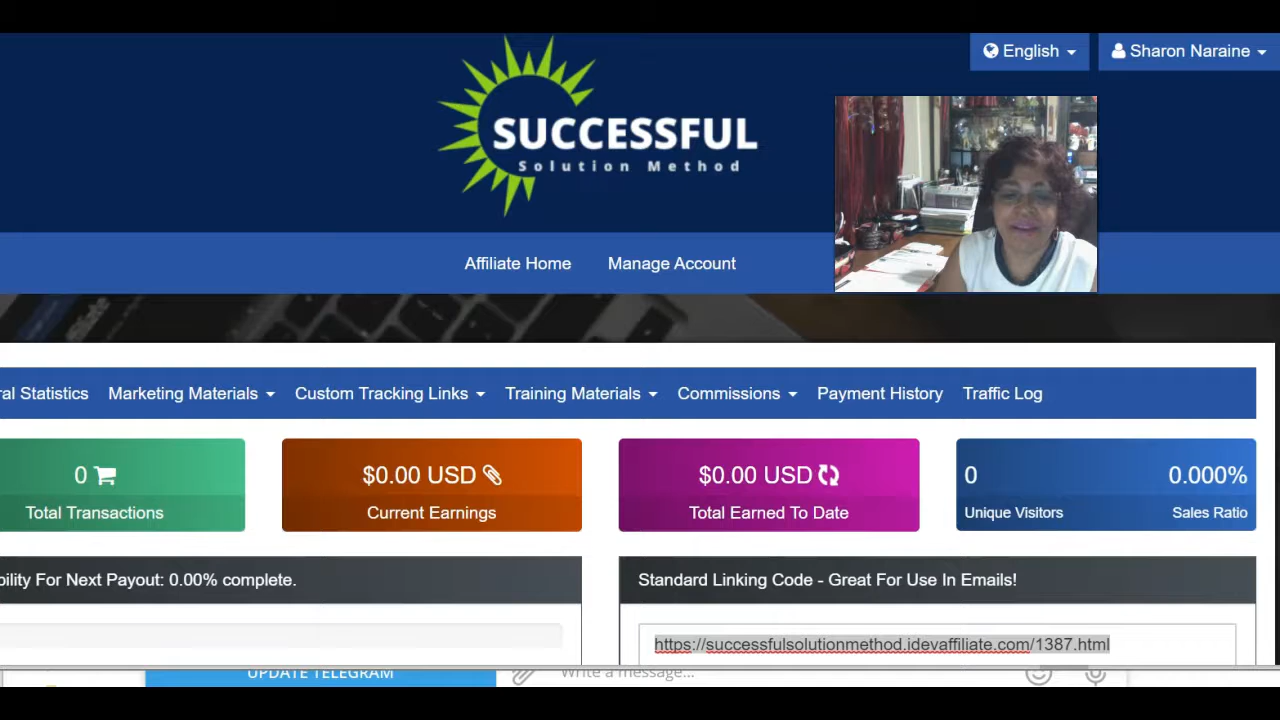 English
Sharon Naraine
SUCCESSFUL
Solution Method
Affiliate Home
Manage Account
ral Statistics
Marketing Materials
Custom Tracking Links
Training Materials
Commissions
Payment History
Traffic Log
0
Total Transactions
$0.00 USD
Current Earnings
$0.00 USD
Total Earned To Date
0
0.000%
Unique Visitors
Sales Ratio
bility For Next Payout: 0.00% complete.
Standard Linking Code - Great For Use In Emails!
https://successfulsolutionmethod.idevaffiliate.com/1387.html
UPDATE TELEGRAM
Write a message...